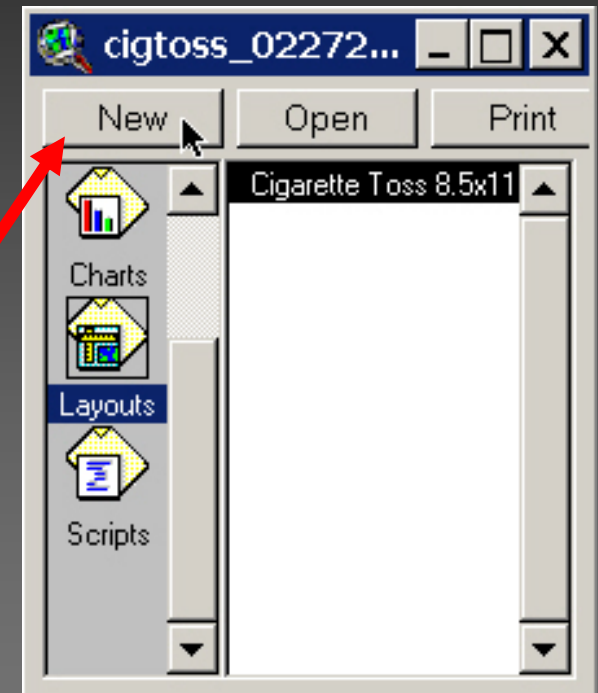 cigtoss_02272...
New Open Print
Cigarette Toss 8.5x11
Charts
Layouts
Scripts